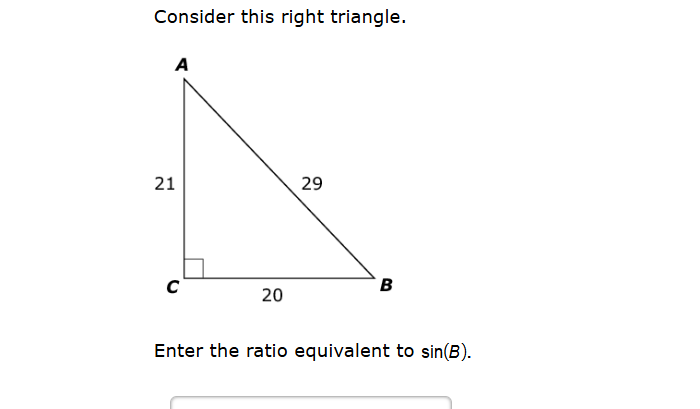 Consider this right triangle.
A
21
29
C
B
20
Enter the ratio equivalent to sin(B).